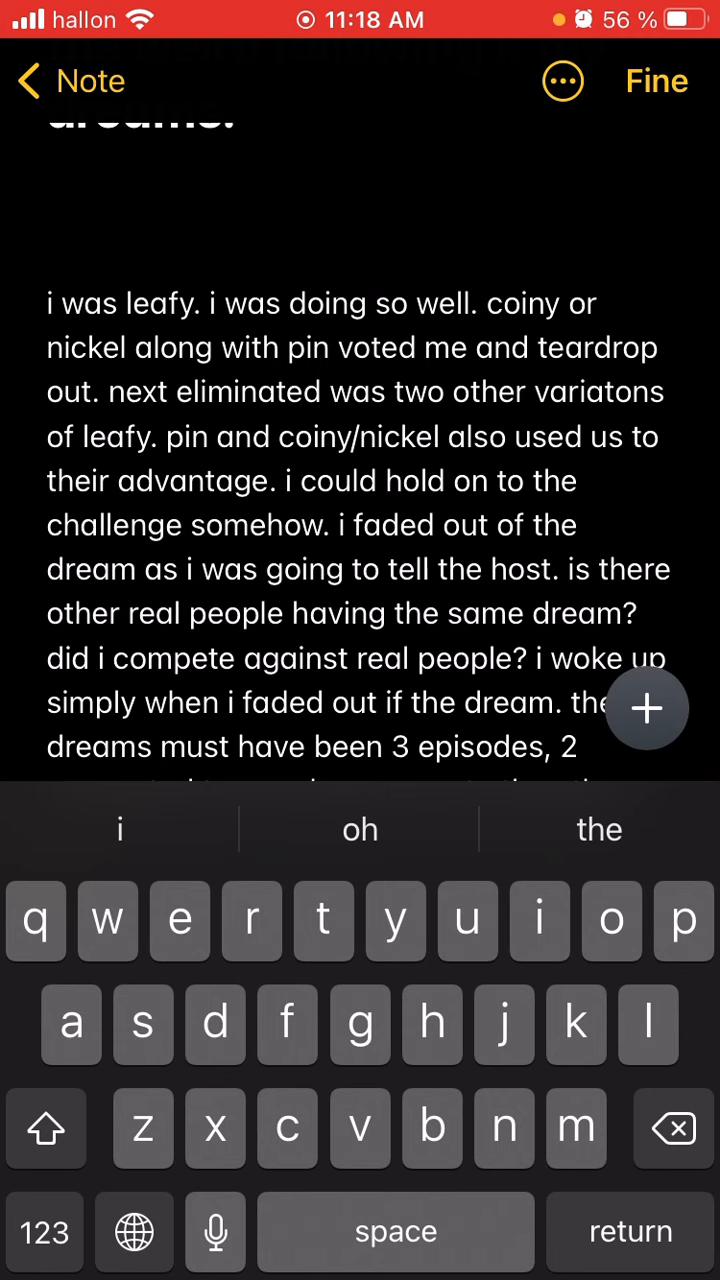 hallon 11:18 AM 56 %
Note Fine
dreams.
i was leafy. i was doing so well. coiny or
nickel along with pin voted me and teardrop
out. next eliminated was two other variatons
of leafy. pin and coiny/nickel also used us to
their advantage. i could hold on to the
challenge somehow. i faded out of the
dream as i was going to tell the host. is there
other real people having the same dream?
did i compete against real people? i woke up
simply when i faded out if the dream. the
dreams must have been 3 episodes, 2
i oh the
q w e r t y u i o p
a s d f g h j k l
z x c v b n m
123 space return